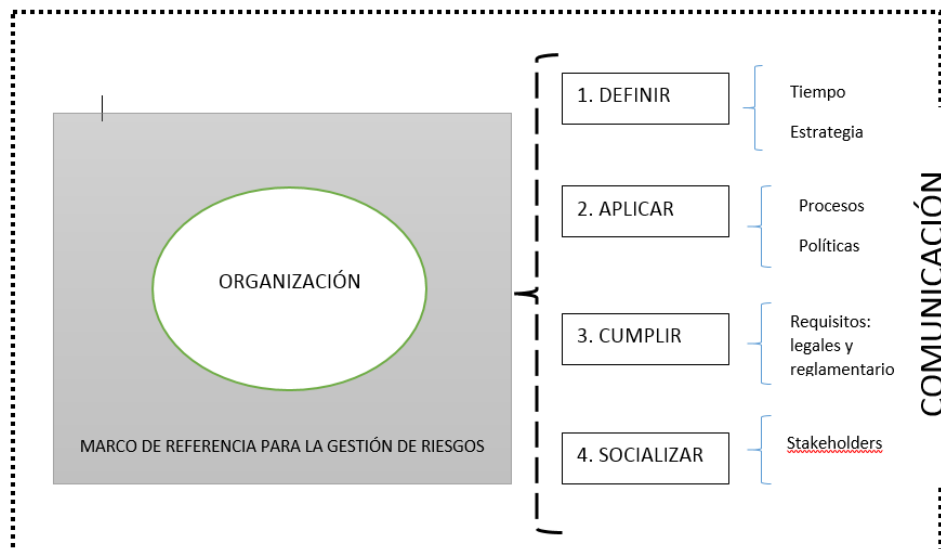 ORGANIZACIÓN
MARCO DE REFERENCIA PARA LA GESTIÓN DE RIESGOS
1. DEFINIR
Tiempo
Estrategia
2. APLICAR
Procesos
Políticas
3. CUMPLIR
Requisitos:
legales y
reglamentario
4. SOCIALIZAR
Stakeholders
COMUNICACIÓN